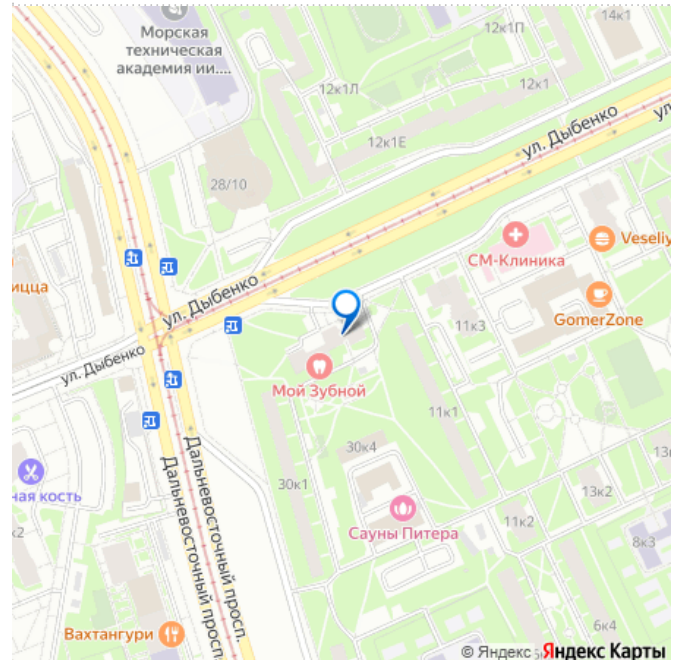 Морская
техническая
академия ии....
12к1П
14к1
12к1Л
12к1
12к1Е
ул. Дыбенко
ул.
28/10
СМ-Клиника
Veseliy
ицца
ул. Дыбенко
GomerZone
11к3
ул. Дыбенко
Мой Зубной
11к1
30к4
30к1
ная кость
к2
Дальневосточный просп.
Дальневосточный просп.
13к2
Сауны Питера
11к2
8к3
6к4
Вахтангури
© Яндекс Яндекс Карты